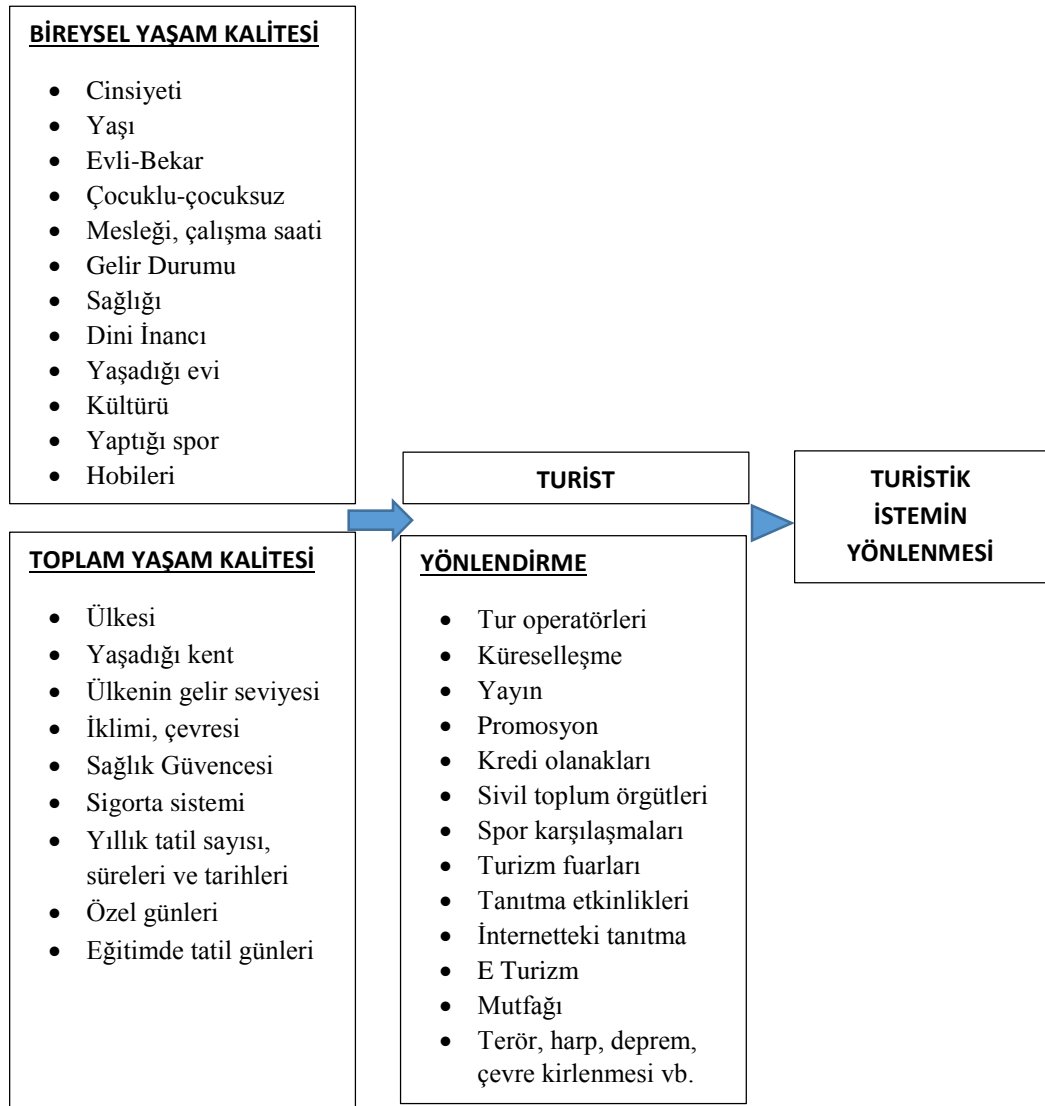 BİREYSEL YAŞAM KALİTESİ
• Cinsiyeti
• Yaşı
• Evli-Bekar
• Çocuklu-çocuksuz
• Mesleği, çalışma saati
• Gelir Durumu
• Sağlığı
• Dini İnancı
• Yaşadığı evi
• Kültürü
• Yaptığı spor
• Hobileri
TOPLAM YAŞAM KALİTESİ
• Ülkesi
• Yaşadığı kent
• Ülkenin gelir seviyesi
• İklimi, çevresi
• Sağlık Güvencesi
• Sigorta sistemi
• Yıllık tatil sayısı,
süreleri ve tarihleri
• Özel günleri
• Eğitimde tatil günleri
TURİST
YÖNLENDİRME
• Tur operatörleri
• Küreselleşme
• Yayın
• Promosyon
• Kredi olanakları
• Sivil toplum örgütleri
• Spor karşılaşmaları
• Turizm fuarları
• Tanıtma etkinlikleri
• İnternetteki tanıtma
• E Turizm
• Mutfağı
• Terör, harp, deprem,
çevre kirlenmesi vb.
TURİSTİK
İSTEMİN
YÖNLENMESİ